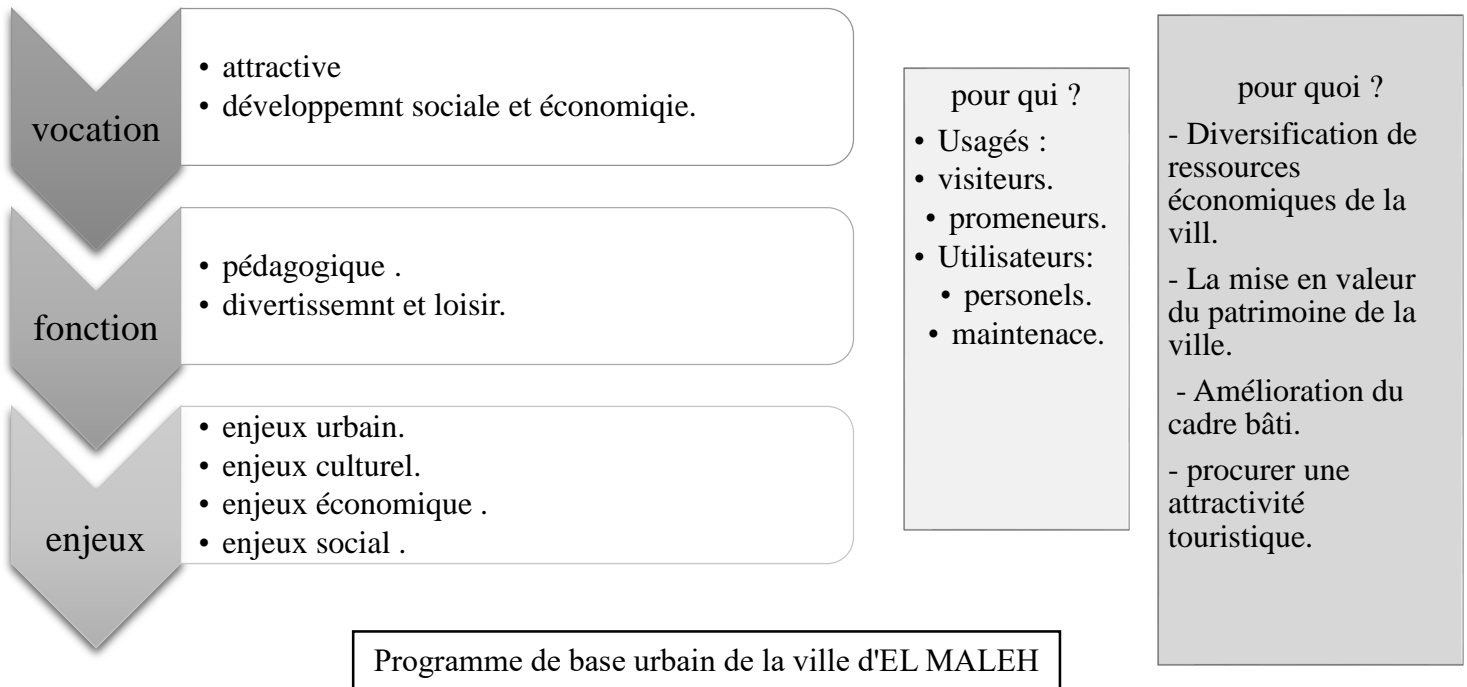 vocation
• attractive
• développemnt sociale et économiqie.
fonction
• pédagogique .
• divertissemnt et loisir.
enjeux
• enjeux urbain.
• enjeux culturel.
• enjeux économique .
• enjeux social .
pour qui ?
• Usagés :
• visiteurs.
• promeneurs.
• Utilisateurs:
• personels.
• maintenace.
pour quoi ?
- Diversification de
ressources
économiques de la
vill.
- La mise en valeur
du patrimoine de la
ville.
- Amélioration du
cadre bâti.
- procurer une
attractivité
touristique.
Programme de base urbain de la ville d'EL MALEH